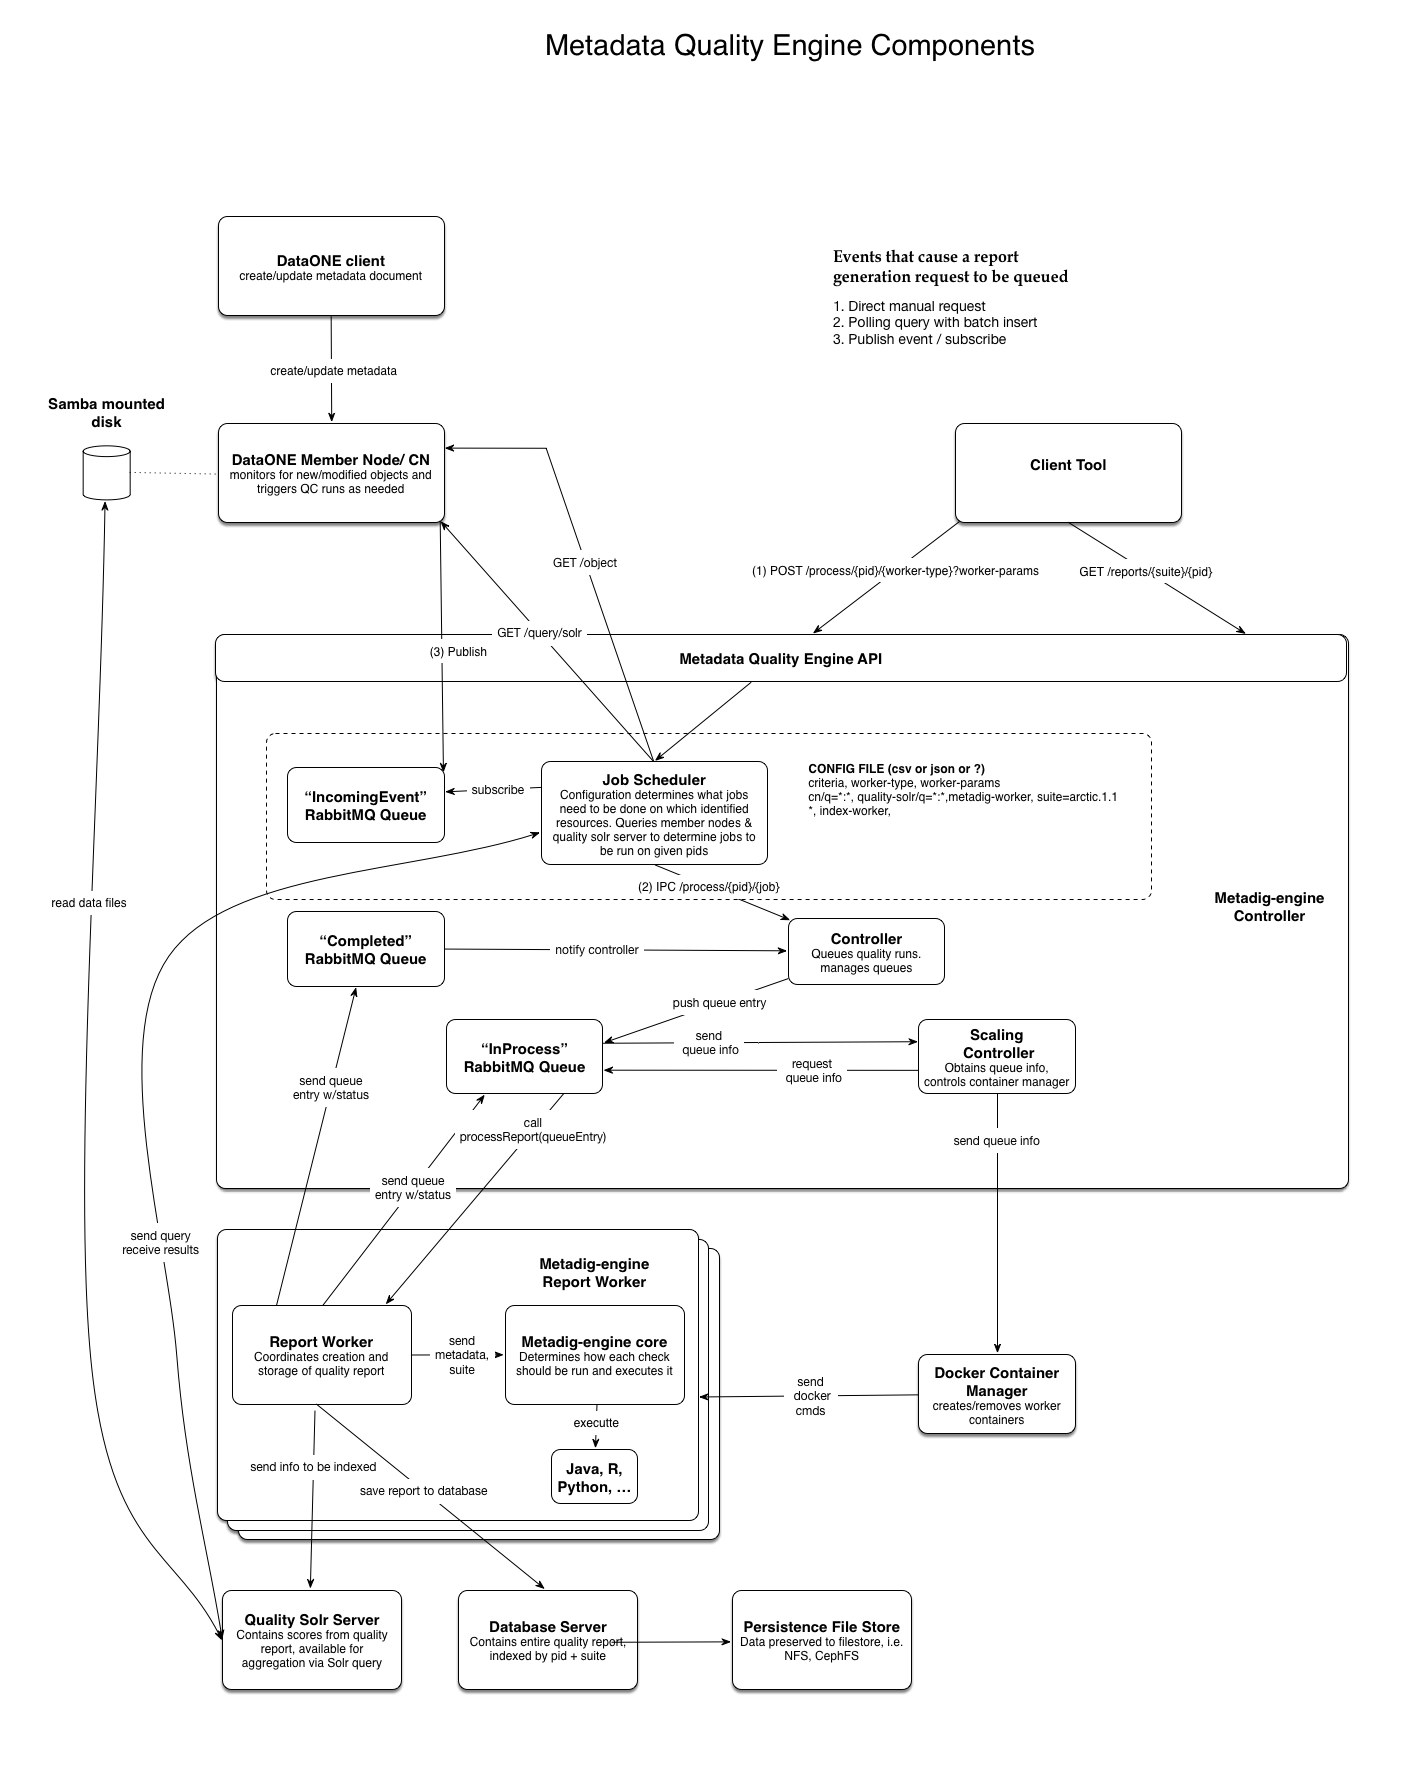 Metadata Quality Engine Components
DataONE client
create/update metadata document
Events that cause a report
generation request to be queued
1. Direct manual request
2. Polling query with batch insert
3. Publish event / subscribe
create/update metadata
Samba mounted
disk
DataONE Member Node/ CN
monitors for new/modified objects and
triggers QC runs as needed
Client Tool
GET /object
(1) POST /process/{pid}/{worker-type}?worker-params
GET /reports/{suite}/{pid}
GET /query/solr
(3) Publish
Metadata Quality Engine API
“IncomingEvent”
RabbitMQ Queue
subscribe
Job Scheduler
Configuration determines what jobs
need to be done on which identified
resources. Queries member nodes &
quality solr server to determine jobs to
be run on given pids
CONFIG FILE (csv or json or ?)
criteria, worker-type, worker-params
cn/q=*:*, quality-solr/q=*:*,metadig-worker, suite=arctic.1.1
*, index-worker,
(2) IPC /process/{pid}/{job}
read data files
Metadig-engine
Controller
“Completed”
RabbitMQ Queue
notify controller
Controller
Queues quality runs.
manages queues
push queue entry
“InProcess”
RabbitMQ Queue
send
queue info
request
queue info
Scaling
Controller
Obtains queue info,
controls container manager
send queue
entry w/status
call
processReport(queueEntry)
send queue info
send queue
entry w/status
send query
receive results
Metadig-engine
Report Worker
Report Worker
Coordinates creation and
storage of quality report
send
metadata,
suite
Metadig-engine core
Determines how each check
should be run and executes it
send
docker
cmds
Docker Container
Manager
creates/removes worker
containers
executte
Java, R,
Python, …
send info to be indexed
save report to database
Quality Solr Server
Contains scores from quality
report, available for
aggregation via Solr query
Database Server
Contains entire quality report,
indexed by pid + suite
Persistence File Store
Data preserved to filestore, i.e.
NFS, CephFS